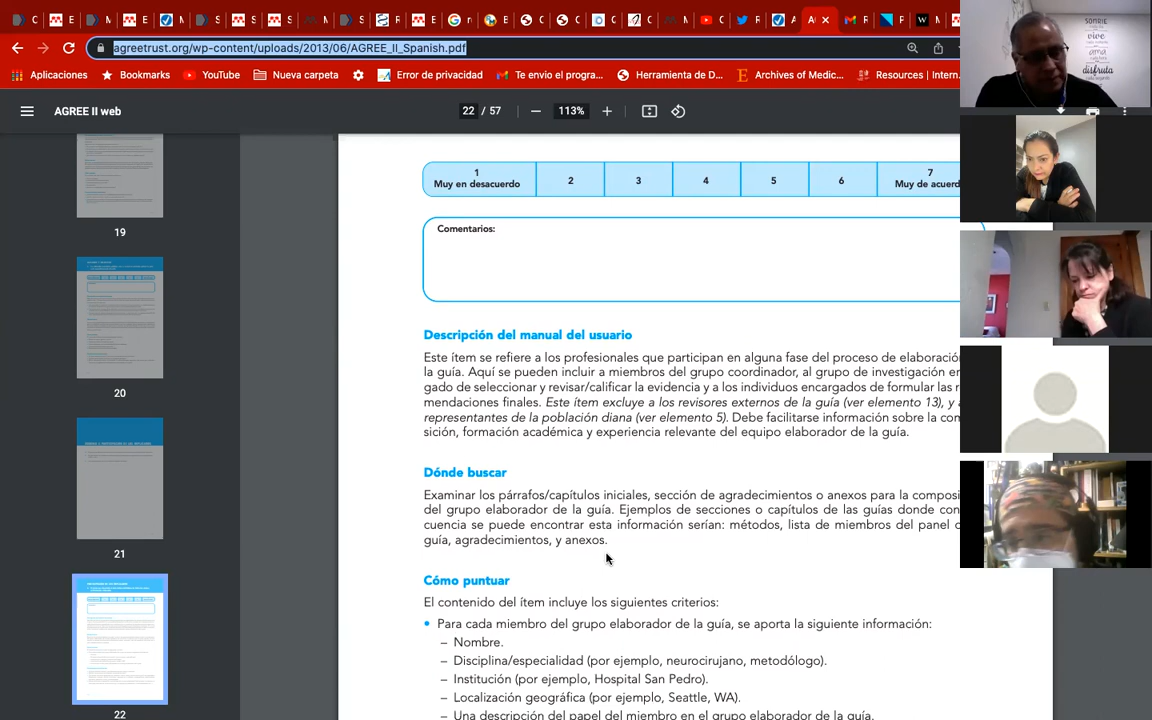 agreetrust.org/wp-content/uploads/2013/06/AGREE_II_Spanish.pdf
Aplicaciones Bookmarks YouTube Nueva carpeta Error de privacidad Te envio el progra... Herramienta de D... Archives of Medic... Resources | Intern...
AGREE II web
22 / 57
113%
SONRIE
vive
ama
disfruta
19
20
21
22
1
Muy en desacuerdo
2
3
4
5
6
7
Muy de acuerd
Comentarios:
Descripción del manual del usuario
Este ítem se refiere a los profesionales que participan en alguna fase del proceso de elaboració
la guía. Aquí se pueden incluir a miembros del grupo coordinador, al grupo de investigación en
gado de seleccionar y revisar/calificar la evidencia y a los individuos encargados de formular las r
mendaciones finales. Este ítem excluye a los revisores externos de la guía (ver elemento 13), y a
representantes de la población diana (ver elemento 5). Debe facilitarse información sobre la com
sición, formación académica y experiencia relevante del equipo elaborador de la guía.
Dónde buscar
Examinar los párrafos/capítulos iniciales, sección de agradecimientos o anexos para la composi
del grupo elaborador de la guía. Ejemplos de secciones o capítulos de las guías donde con
cuencia se puede encontrar esta información serían: métodos, lista de miembros del panel d
guía, agradecimientos, y anexos.
Cómo puntuar
El contenido del ítem incluye los siguientes criterios:
• Para cada miembro del grupo elaborador de la guía, se aporta la siguiente información:
– Nombre.
– Disciplina/especialidad (por ejemplo, neurocirujano, metodólogo).
– Institución (por ejemplo, Hospital San Pedro).
– Localización geográfica (por ejemplo, Seattle, WA).
– Una descripción del papel del miembro en el grupo elaborador de la guía.